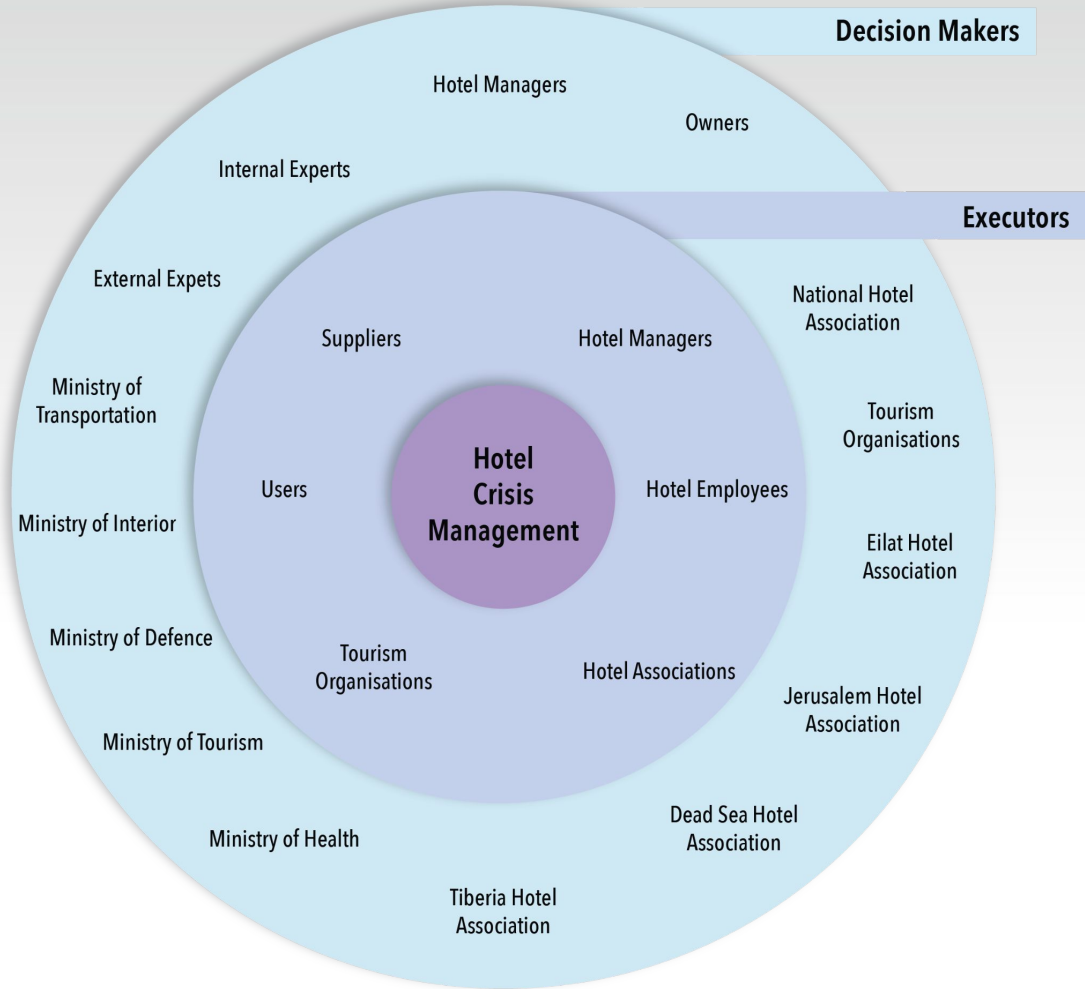 Decision Makers
Hotel Managers
Owners
Internal Experts
Executors
External Expets
National Hotel
Association
Suppliers
Hotel Managers
Ministry of
Transportation
Tourism
Organisations
Hotel
Crisis
Management
Users
Hotel Employees
Ministry of Interior
Eilat Hotel
Association
Ministry of Defence
Tourism
Organisations
Hotel Associations
Jerusalem Hotel
Association
Ministry of Tourism
Dead Sea Hotel
Association
Ministry of Health
Tiberia Hotel
Association